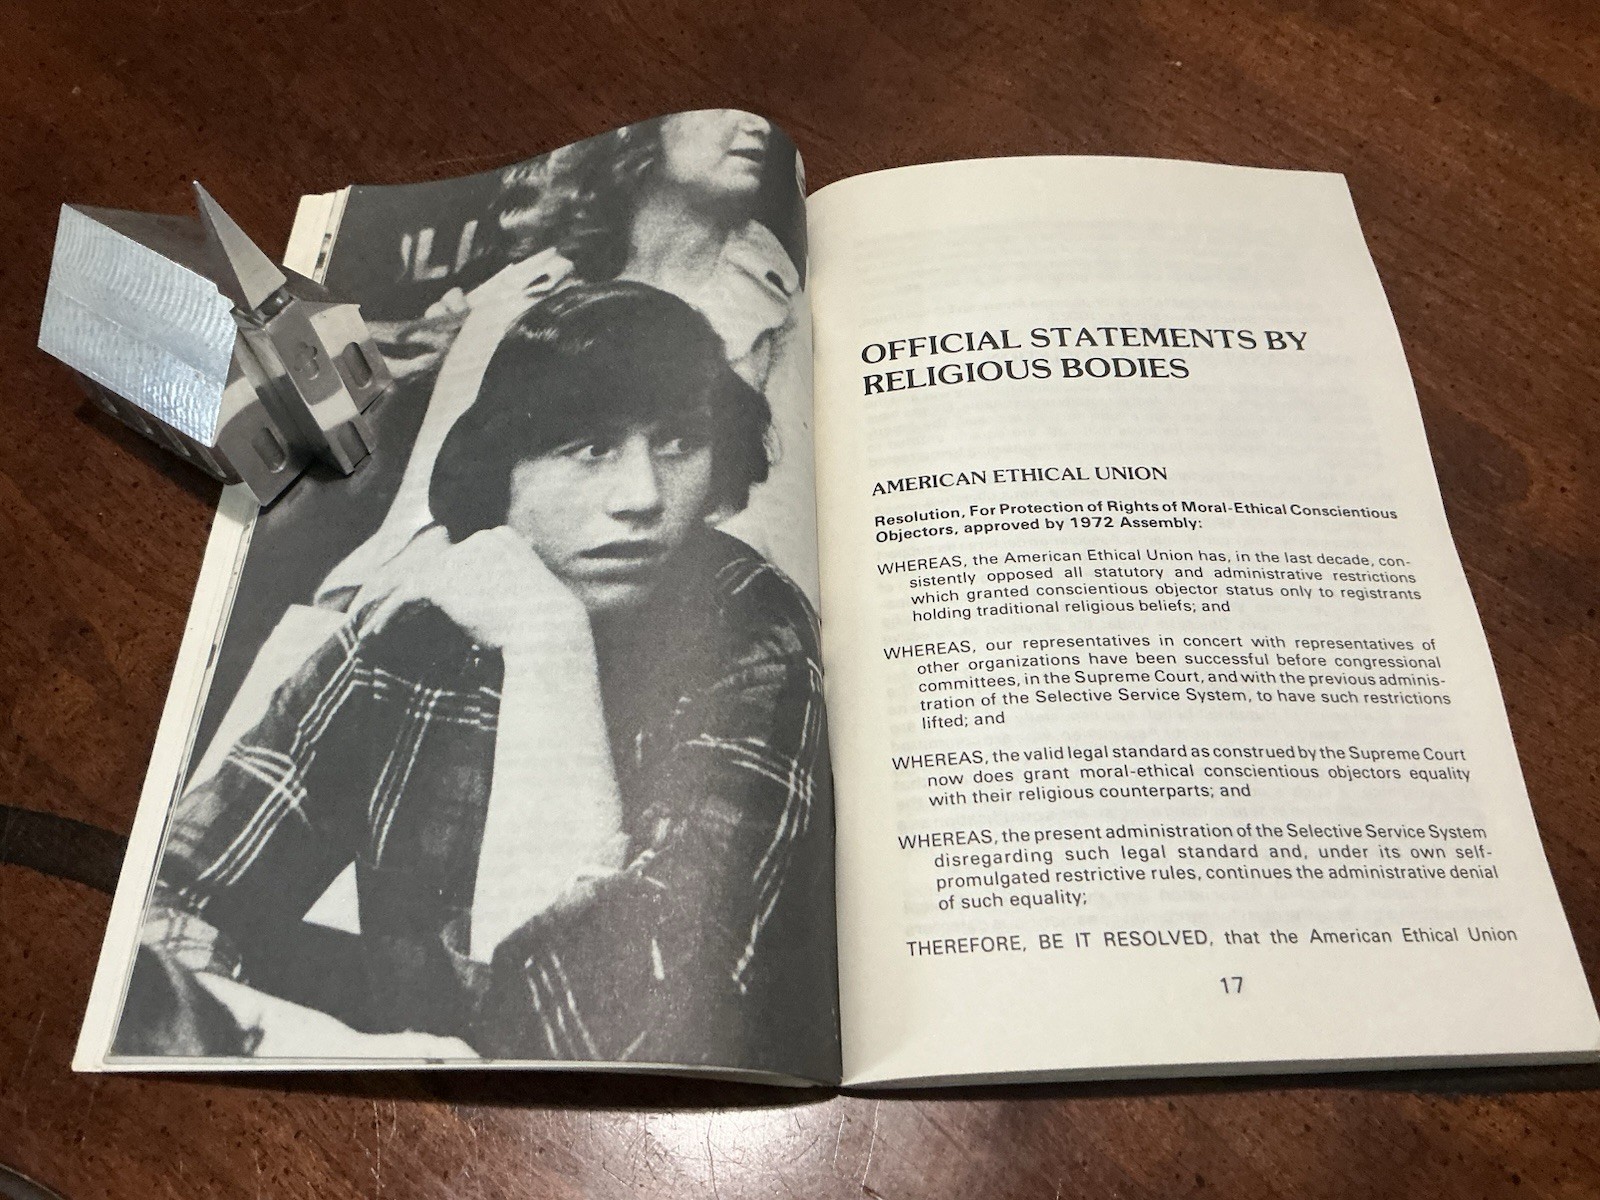 OFFICIAL STATEMENTS BY
RELIGIOUS BODIES
AMERICAN ETHICAL UNION
Resolution, For Protection of Rights of Moral-Ethical Conscientious
Objectors, approved by 1972 Assembly:
WHEREAS, the American Ethical Union has, in the last decade, con-
sistently opposed all statutory and administrative restrictions
which granted conscientious objector status only to registrants
holding traditional religious beliefs; and
WHEREAS, our representatives in concert with representatives of
other organizations have been successful before congressional
committees, in the Supreme Court, and with the previous adminis-
tration of the Selective Service System, to have such restrictions
lifted; and
WHEREAS, the valid legal standard as construed by the Supreme Court
now does grant moral-ethical conscientious objectors equality
with their religious counterparts; and
WHEREAS, the present administration of the Selective Service System
disregarding such legal standard and, under its own self-
promulgated restrictive rules, continues the administrative denial
of such equality;
THEREFORE, BE IT RESOLVED, that the American Ethical Union
17